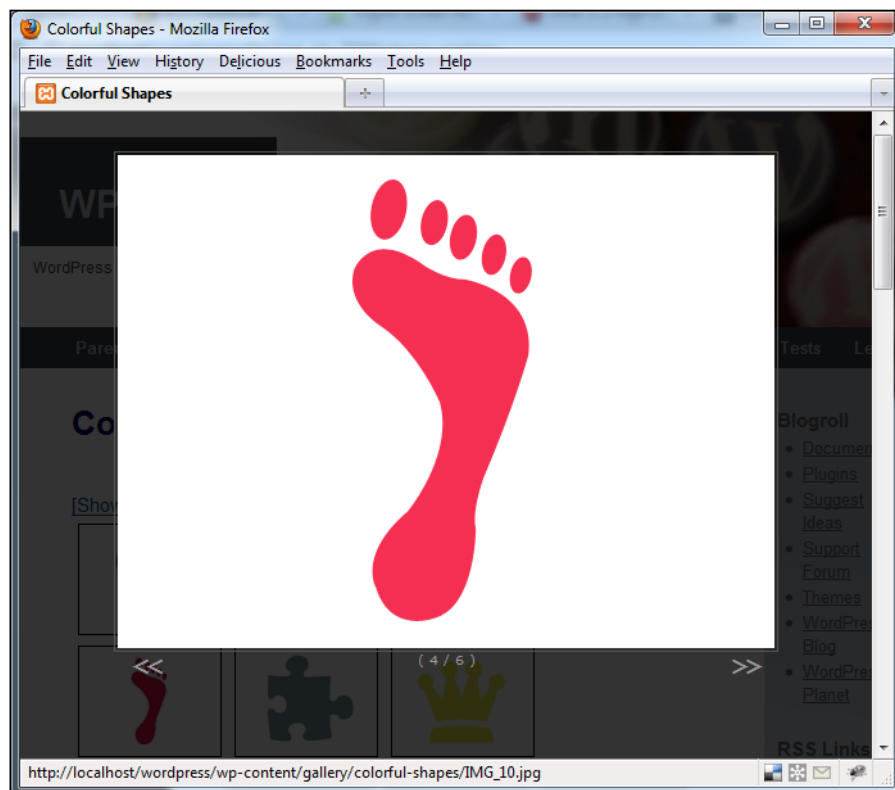 Colorful Shapes - Mozilla Firefox
File Edit View History Delicious Bookmarks Tools Help
Colorful Shapes
WP
WordPress
Pare
Tests Le
Co
[Show
Blogroll
Documen
Plugins
Suggest
Ideas
Support
Forum
Themes
WordPres
Blog
WordPres
Planet
RSS Links
<< ( 4 / 6 ) >>
http://localhost/wordpress/wp-content/gallery/colorful-shapes/IMG_10.jpg